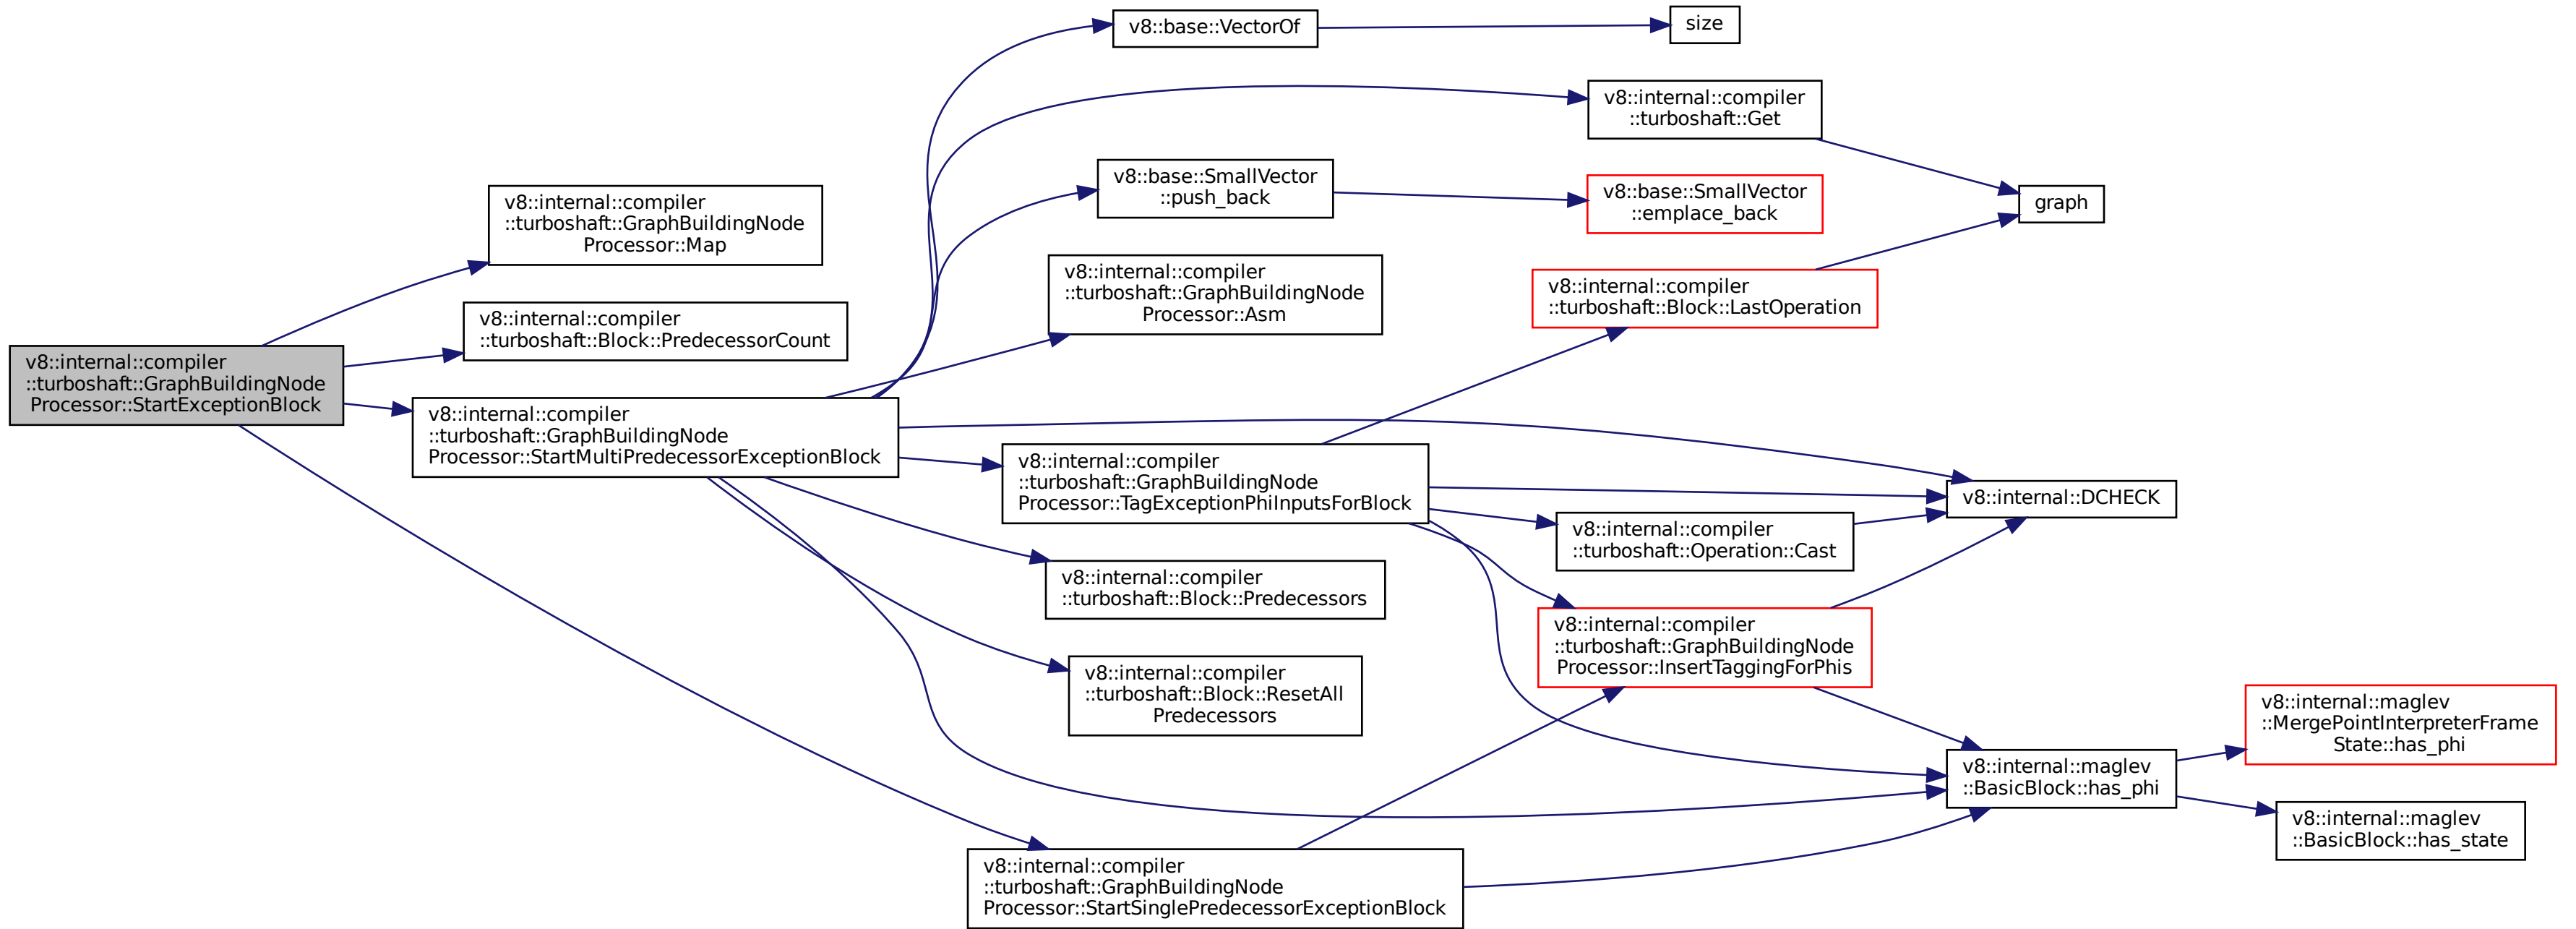 v8::internal::compiler
::turboshaft::GraphBuildingNode
Processor::StartExceptionBlock
v8::internal::compiler
::turboshaft::GraphBuildingNode
Processor::Map
v8::internal::compiler
::turboshaft::Block::PredecessorCount
v8::internal::compiler
::turboshaft::GraphBuildingNode
Processor::StartMultiPredecessorExceptionBlock
v8::base::VectorOf
size
v8::internal::compiler
::turboshaft::Get
graph
v8::base::SmallVector
::push_back
v8::base::SmallVector
::emplace_back
v8::internal::compiler
::turboshaft::GraphBuildingNode
Processor::Asm
v8::internal::compiler
::turboshaft::Block::LastOperation
v8::internal::compiler
::turboshaft::GraphBuildingNode
Processor::TagExceptionPhiInputsForBlock
v8::internal::DCHECK
v8::internal::compiler
::turboshaft::Operation::Cast
v8::internal::compiler
::turboshaft::Block::Predecessors
v8::internal::compiler
::turboshaft::GraphBuildingNode
Processor::InsertTaggingForPhis
v8::internal::compiler
::turboshaft::Block::ResetAll
Predecessors
v8::internal::maglev
::BasicBlock::has_phi
v8::internal::maglev
::MergePointInterpreterFrame
State::has_phi
v8::internal::maglev
::BasicBlock::has_state
v8::internal::compiler
::turboshaft::GraphBuildingNode
Processor::StartSinglePredecessorExceptionBlock